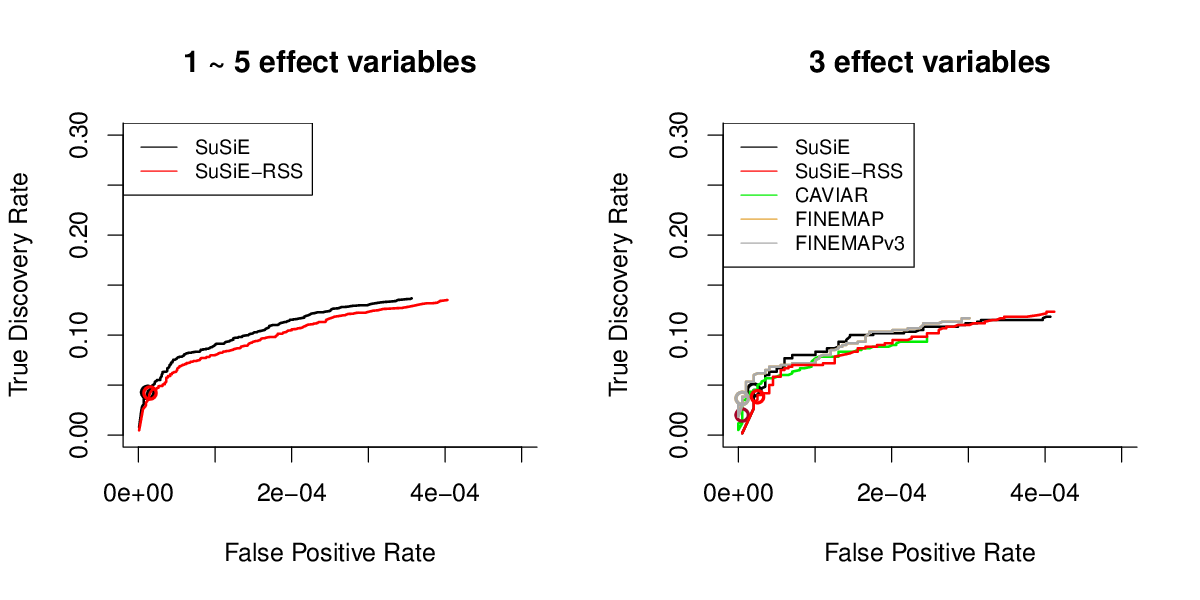 1 ~ 5 effect variables
SuSiE
SuSiE−RSS
True Discovery Rate
0.00
0.10
0.20
0.30
0e+00
2e−04
4e−04
False Positive Rate
3 effect variables
SuSiE
SuSiE−RSS
CAVIAR
FINEMAP
FINEMAPv3
True Discovery Rate
0.00
0.10
0.20
0.30
0e+00
2e−04
4e−04
False Positive Rate